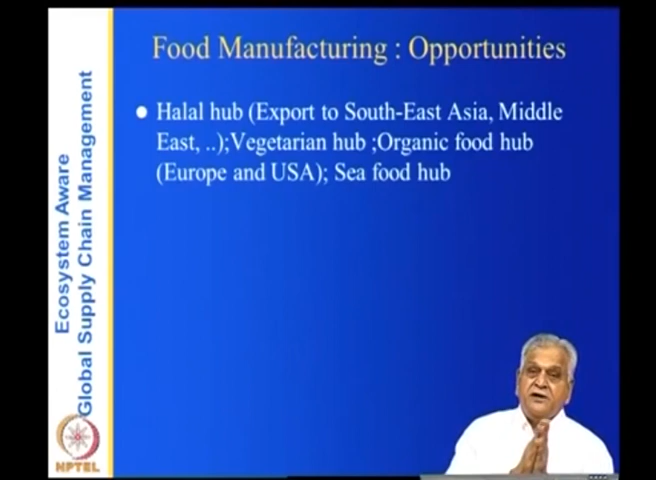 Food Manufacturing : Opportunities
Halal hub (Export to South-East Asia, Middle
East, ..);Vegetarian hub ;Organic food hub
(Europe and USA); Sea food hub
Ecosystem Aware
Global Supply Chain Management
NPTEL